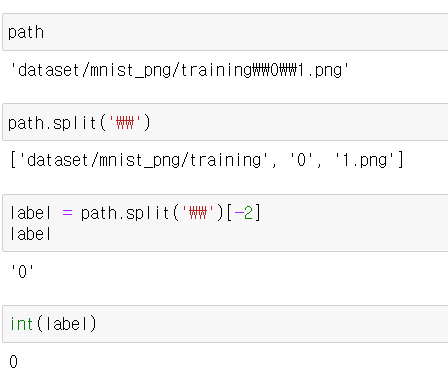 path
'dataset/mnist_png/training₩₩0₩₩1.png'
path.split('₩₩')
['dataset/mnist_png/training', '0', '1.png']
label = path.split('₩₩')[-2]
label
'0'
int(label)
0